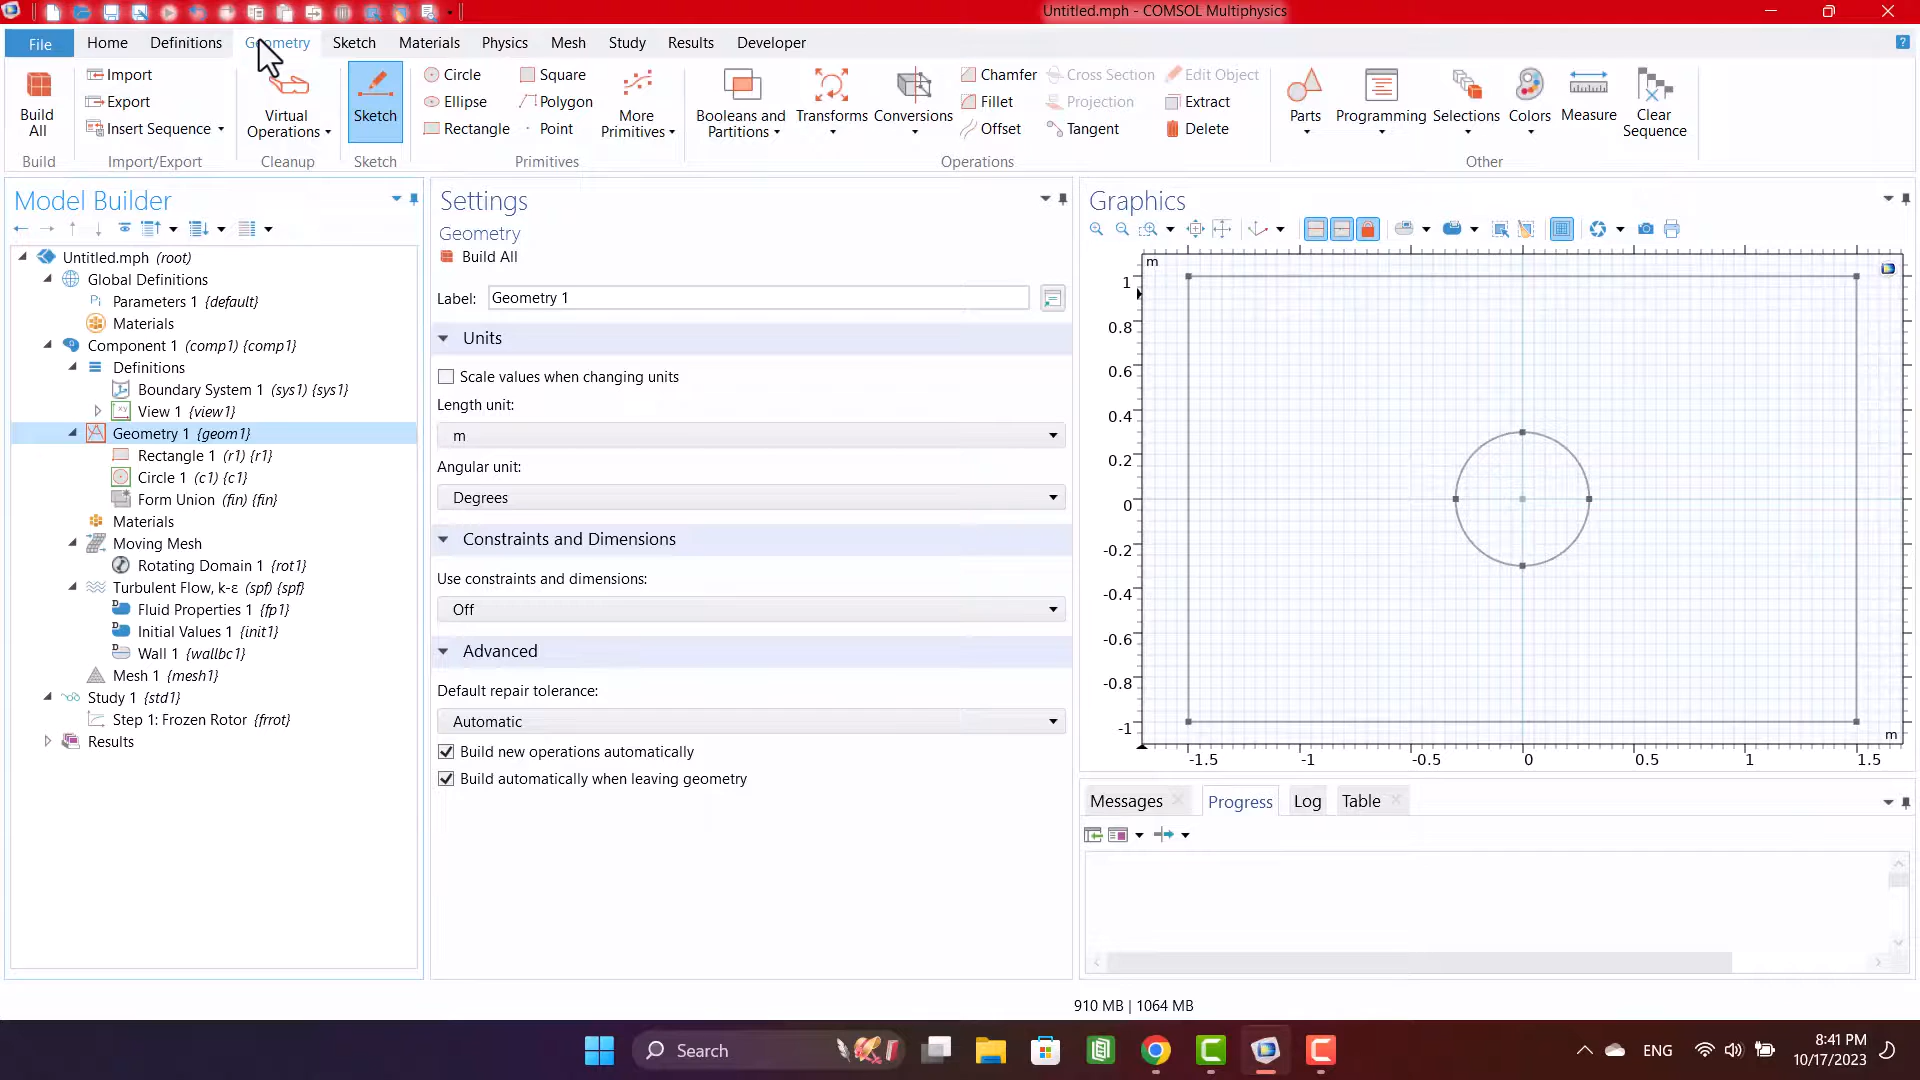 Untitled.mph - COMSOL Multiphysics
File Home Definitions Geometry Sketch Materials Physics Mesh Study Results Developer
Build All
Build
Import
Export
Insert Sequence
Import/Export
Virtual Operations
Cleanup
Sketch
Sketch
Circle
Ellipse
Rectangle
Square
Polygon
Point
More Primitives
Primitives
Booleans and Partitions
Transforms
Conversions
Chamfer
Fillet
Offset
Cross Section
Projection
Tangent
Edit Object
Extract
Delete
Operations
Parts
Programming
Selections
Colors
Measure
Clear Sequence
Other
Model Builder
Untitled.mph (root)
Global Definitions
Parameters 1 {default}
Materials
Component 1 (comp1) {comp1}
Definitions
Boundary System 1 (sys1) {sys1}
View 1 {view1}
Geometry 1 {geom1}
Rectangle 1 (r1) {r1}
Circle 1 (c1) {c1}
Form Union (fin) {fin}
Materials
Moving Mesh
Rotating Domain 1 {rot1}
Turbulent Flow, k-ε (spf) {spf}
Fluid Properties 1 {fp1}
Initial Values 1 {init1}
Wall 1 {wallbc1}
Mesh 1 {mesh1}
Study 1 {std1}
Step 1: Frozen Rotor {frrot}
Results
Settings
Geometry
Build All
Label: Geometry 1
Units
Scale values when changing units
Length unit:
m
Angular unit:
Degrees
Constraints and Dimensions
Use constraints and dimensions:
Off
Advanced
Default repair tolerance:
Automatic
Build new operations automatically
Build automatically when leaving geometry
Graphics
m
1
0.8
0.6
0.4
0.2
0
-0.2
-0.4
-0.6
-0.8
-1
m
-1.5 -1 -0.5 0 0.5 1 1.5
Messages Progress Log Table
910 MB | 1064 MB
Search
ENG
8:41 PM
10/17/2023